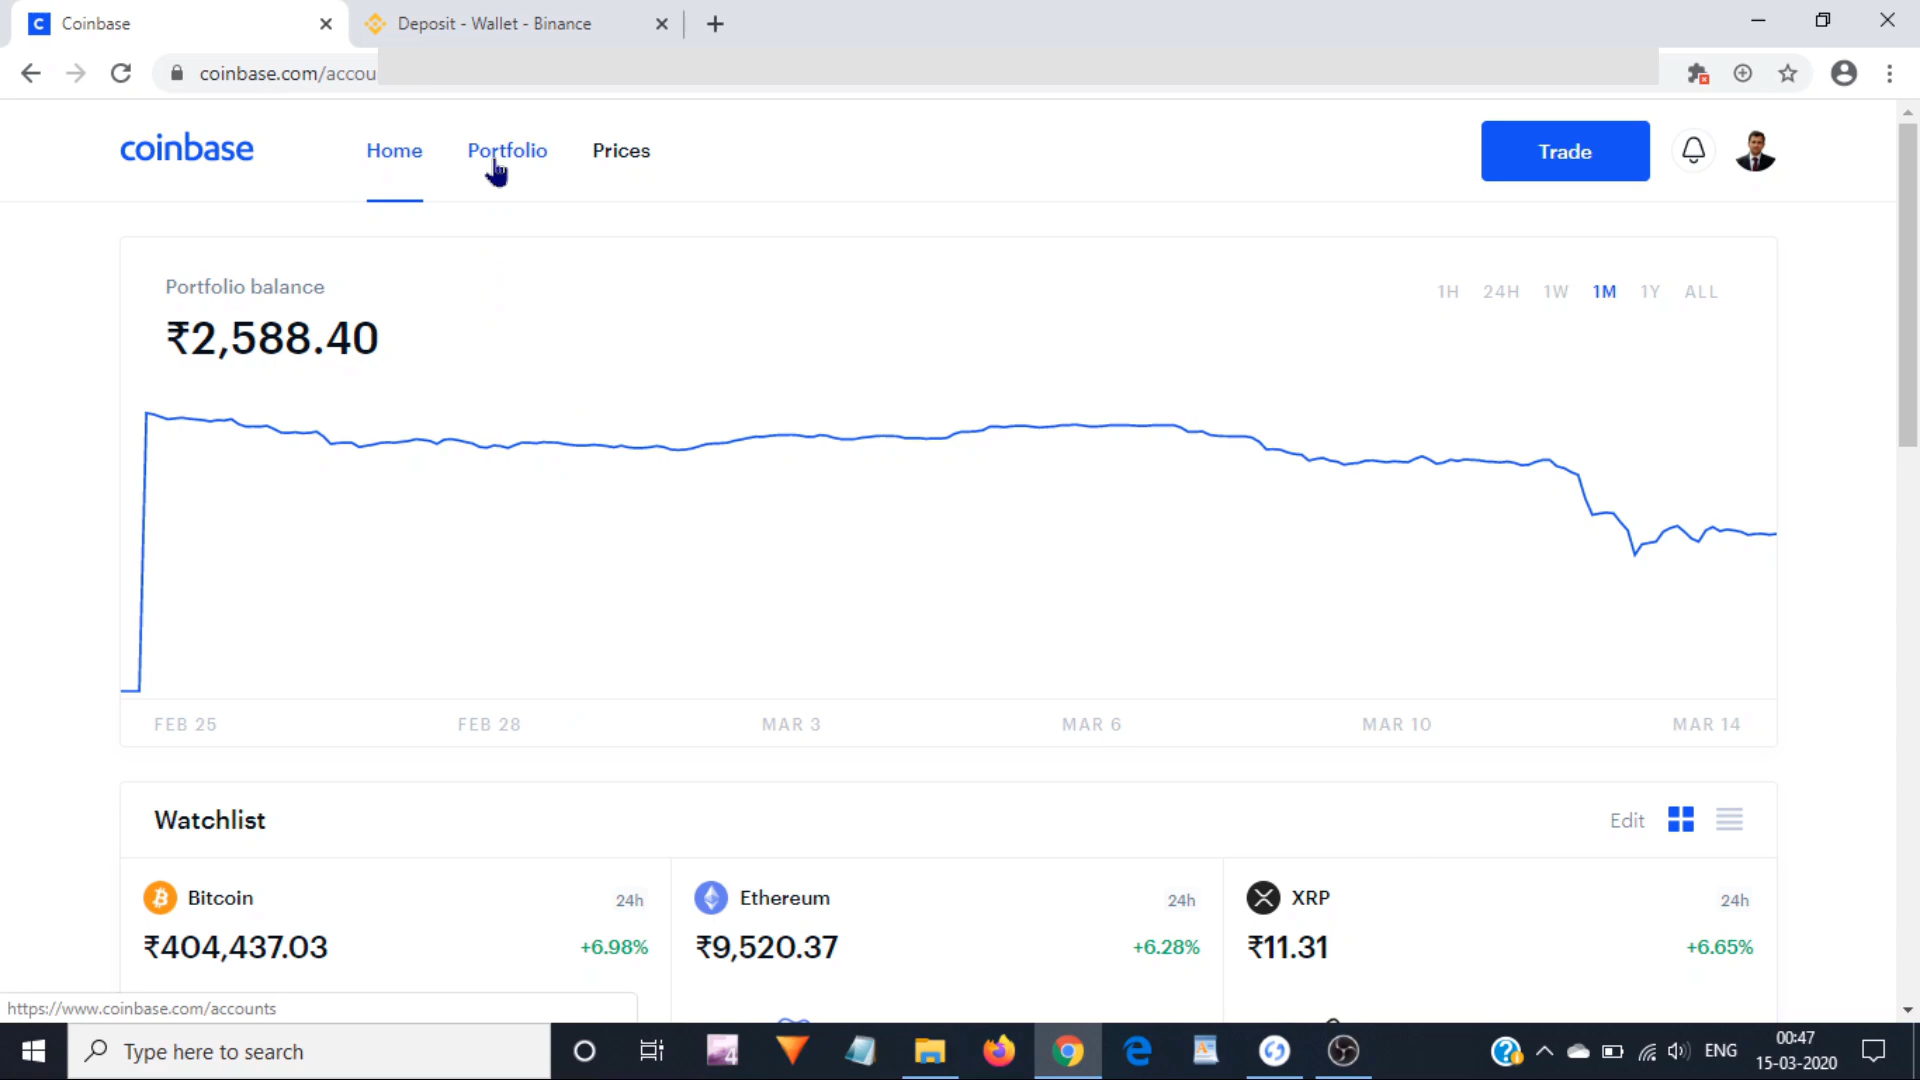 Coinbase
Deposit - Wallet - Binance
coinbase.com/accou
coinbase
Home
Portfolio
Prices
Trade
Portfolio balance
₹2,588.40
1H 24H 1W 1M 1Y ALL
FEB 25 FEB 28 MAR 3 MAR 6 MAR 10 MAR 14
Watchlist
Edit
Bitcoin 24h
₹404,437.03 +6.98%
Ethereum 24h
₹9,520.37 +6.28%
XRP 24h
₹11.31 +6.65%
https://www.coinbase.com/accounts
Type here to search
4
ENG
00:47
15-03-2020